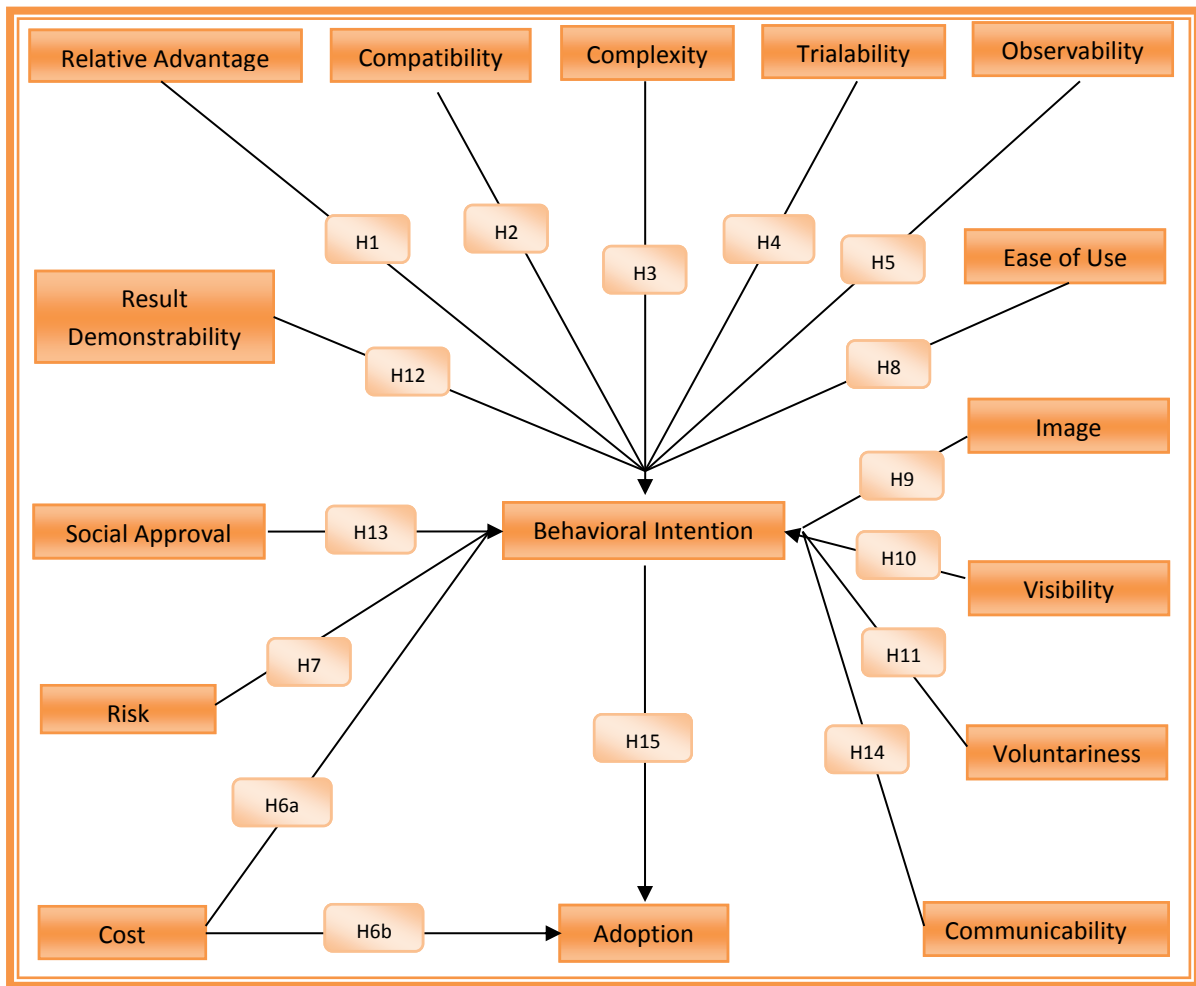 Relative Advantage
Compatibility
Complexity
Trialability
Observability
H1
H2
H3
H4
H5
Ease of Use
Result
Demonstrability
H12
H8
Image
H9
Social Approval
H13
Behavioral Intention
H10
Visibility
H7
H11
Risk
H15
H14
Voluntariness
H6a
Cost
H6b
Adoption
Communicability